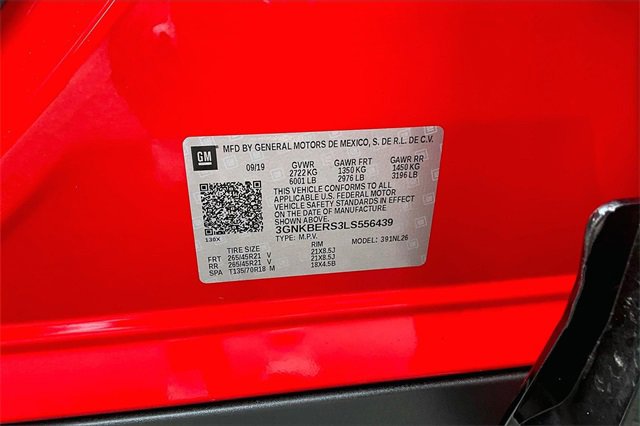 GM MFD BY GENERAL MOTORS DE MEXICO, S. DE R.L. DE C.V.
09/19 GVWR GAWR FRT GAWR RR
2722 KG 1350 KG 1450 KG
6001 LB 2976 LB 3196 LB
THIS VEHICLE CONFORMS TO ALL
APPLICABLE U.S. FEDERAL MOTOR
VEHICLE SAFETY STANDARDS IN EFFECT
ON THE DATE OF MANUFACTURE
SHOWN ABOVE.
3GNKBERS3LS556439
138X TYPE: M.P.V. 391NL26
TIRE SIZE RIM
FRT 265/45R21 V 21X8.5J
RR 265/45R21 V 21X8.5J
SPA T135/70R18 M 18X4.5B